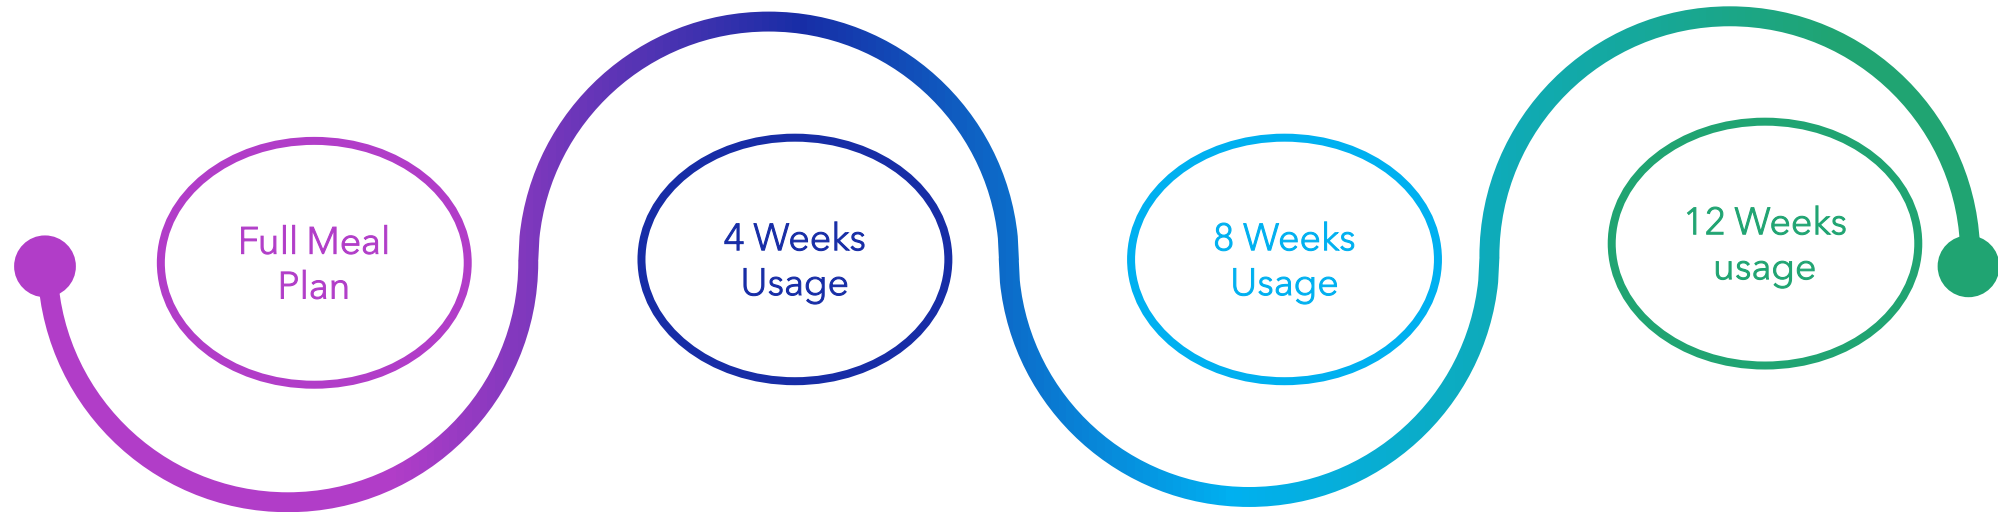 Full Meal
Plan
4 Weeks
Usage
8 Weeks
Usage
12 Weeks
usage